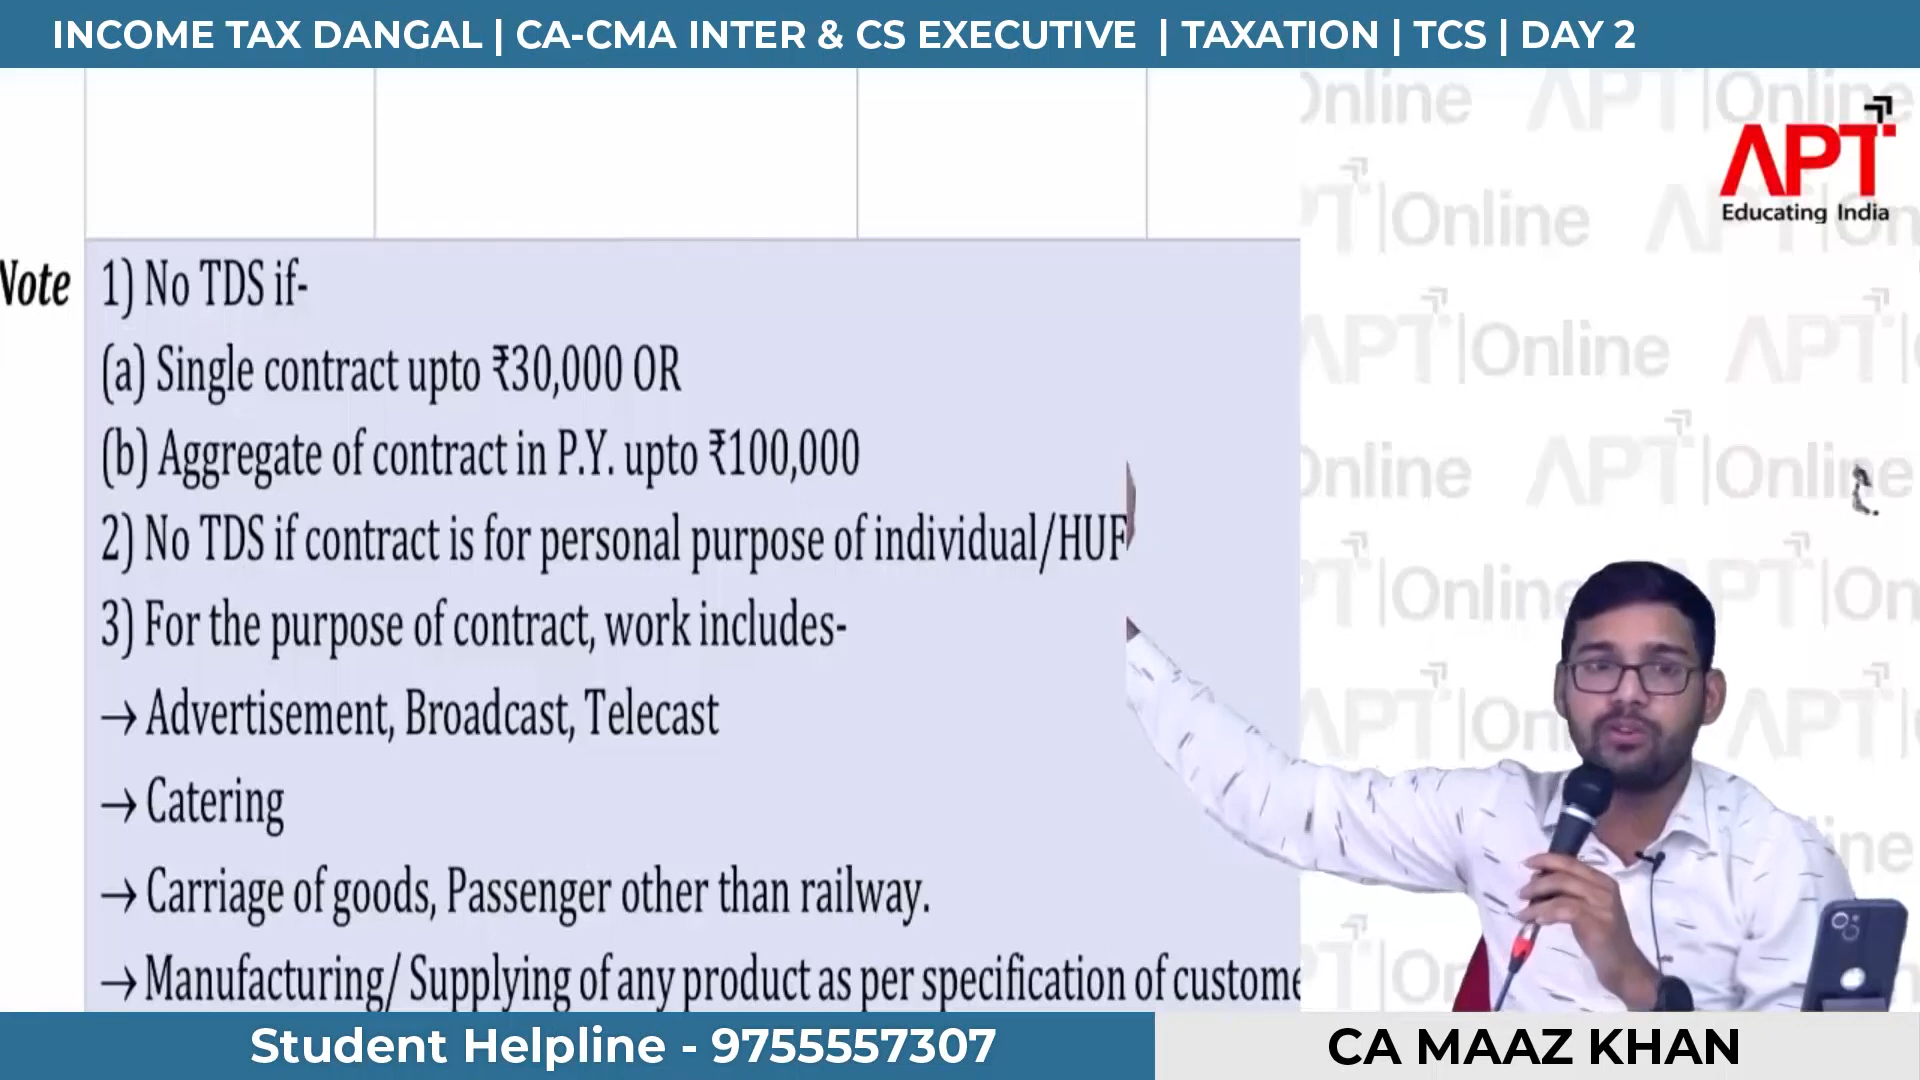 INCOME TAX DANGAL | CA-CMA INTER & CS EXECUTIVE | TAXATION | TCS | DAY 2
APT
Educating India
Note
1) No TDS if-
(a) Single contract upto ₹30,000 OR
(b) Aggregate of contract in P.Y. upto ₹100,000
2) No TDS if contract is for personal purpose of individual/HUF
3) For the purpose of contract, work includes-
→ Advertisement, Broadcast, Telecast
→ Catering
→ Carriage of goods, Passenger other than railway.
→ Manufacturing/ Supplying of any product as per specification of custome
APT|Online
Student Helpline - 9755557307
CA MAAZ KHAN